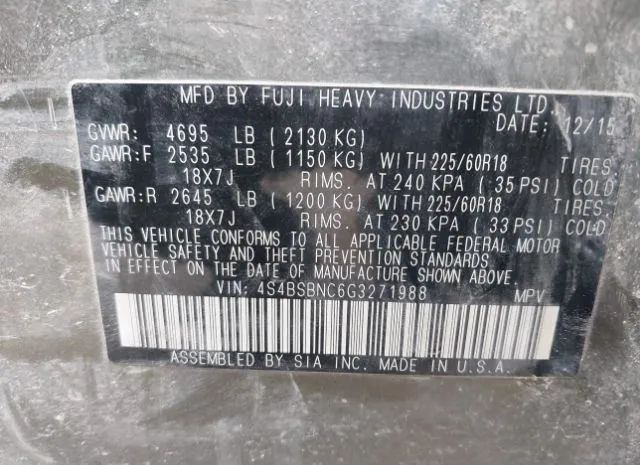 MFD BY FUJI HEAVY INDUSTRIES LTD.
DATE: 12/15
GVWR: 4695 LB (2130 KG)
GAWR:F 2535 LB (1150 KG) WITH 225/60R18 TIRES,
18X7J RIMS, AT 240 KPA (35 PSI) COLD
GAWR:R 2645 LB (1200 KG) WITH 225/60R18 TIRES,
18X7J RIMS, AT 230 KPA (33 PSI) COLD
THIS VEHICLE CONFORMS TO ALL APPLICABLE FEDERAL MOTOR
VEHICLE SAFETY AND THEFT PREVENTION STANDARDS
IN EFFECT ON THE DATE OF MANUFACTURE SHOWN ABOVE.
VIN: 4S4BSBNC6G3271988 MPV
ASSEMBLED BY SIA INC. MADE IN U.S.A.